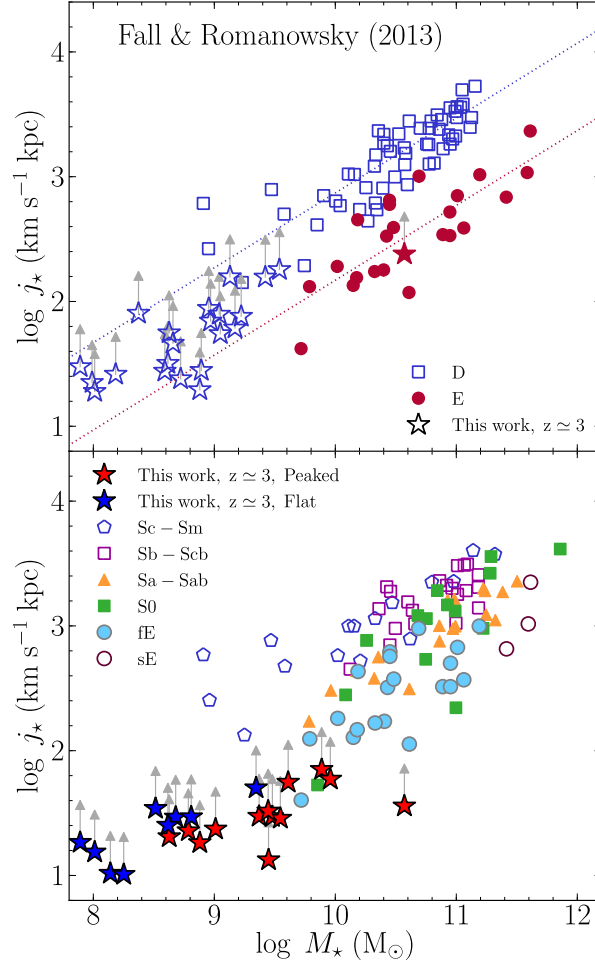 Fall & Romanowsky (2013)
4
3
2
1
log j⋆ (km s⁻¹ kpc)
D
E
This work, z ≃ 3
This work, z ≃ 3, Peaked
This work, z ≃ 3, Flat
Sc − Sm
Sb − Scb
Sa − Sab
S0
fE
sE
4
3
2
1
log j⋆ (km s⁻¹ kpc)
8 9 10 11 12
log M⋆ (M⊙)